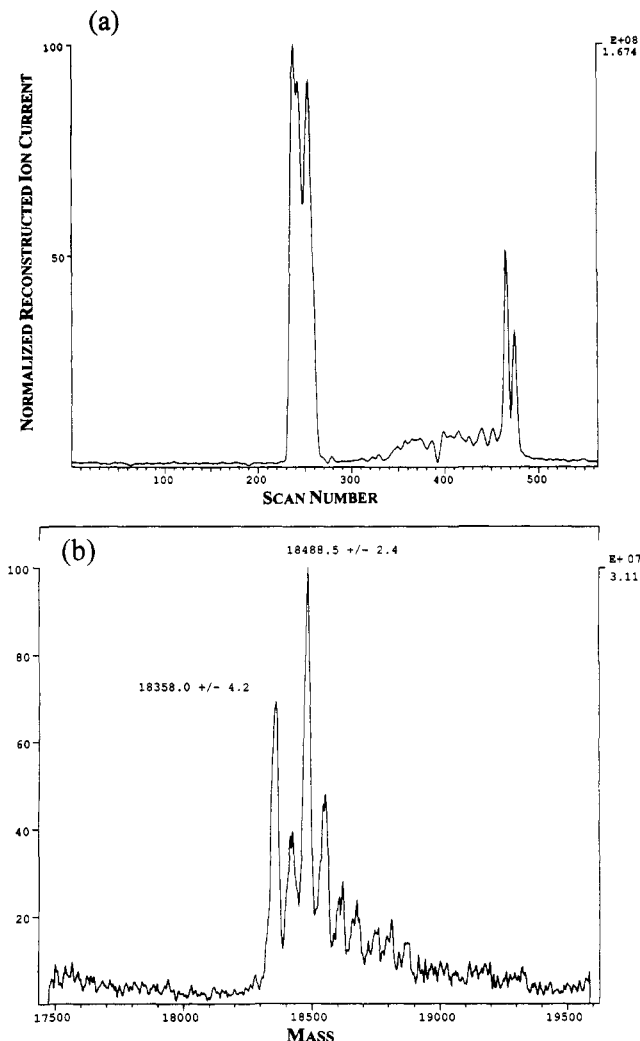 (a)
100
E+08
1.674
NORMALIZED RECONSTRUCTED ION CURRENT
50
100 200 300 400 500
SCAN NUMBER
(b)
18488.5 +/- 2.4
E+ 07
3.11
100
18358.0 +/- 4.2
80
60
40
20
17500 18000 18500 19000 19500
MASS